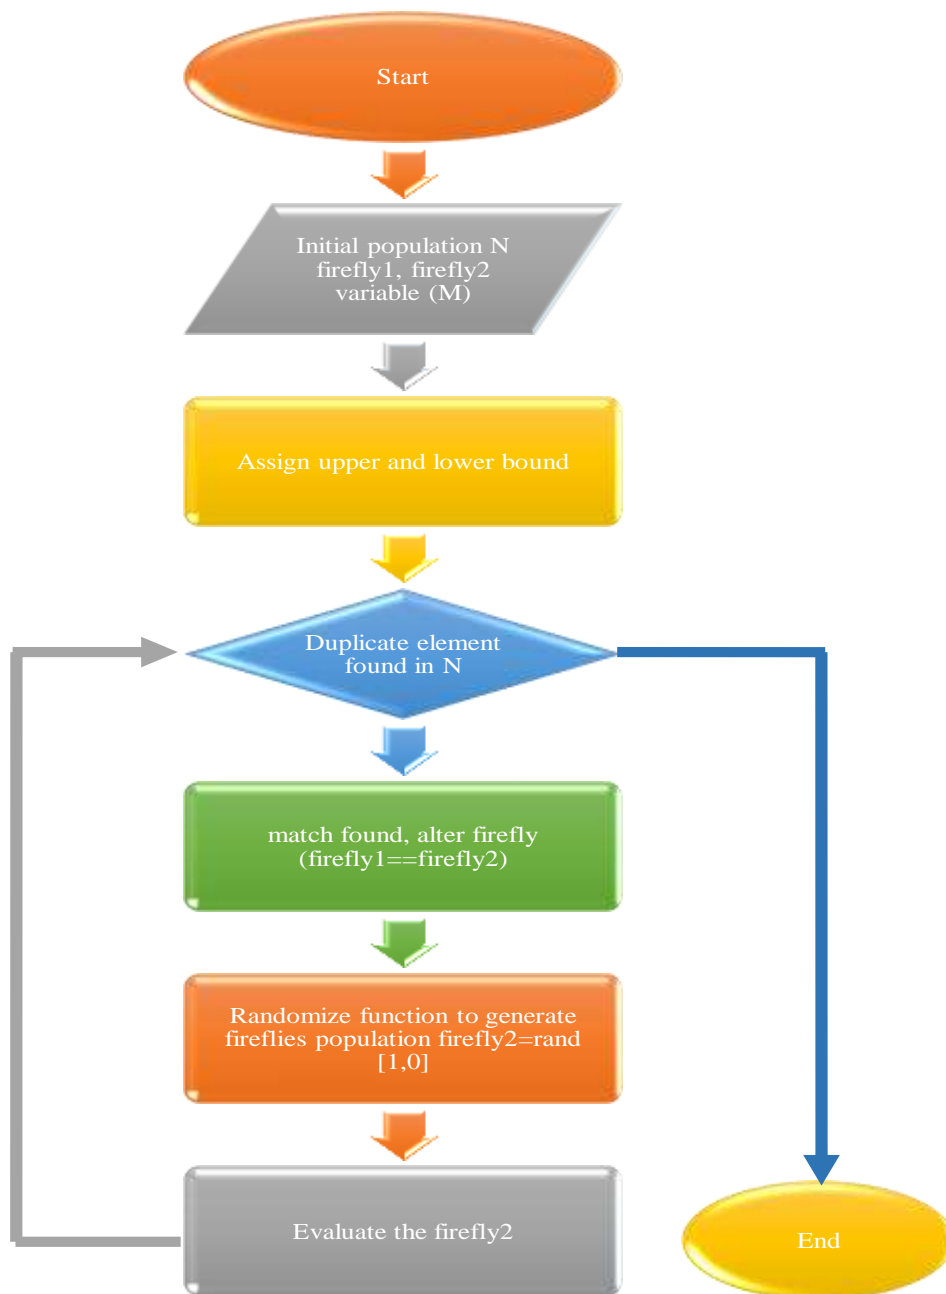 Start
Initial population N
firefly1, firefly2
variable (M)
Assign upper and lower bound
Duplicate element
found in N
match found, alter firefly
(firefly1==firefly2)
Randomize function to generate
fireflies population firefly2=rand
[1,0]
Evaluate the firefly2
End